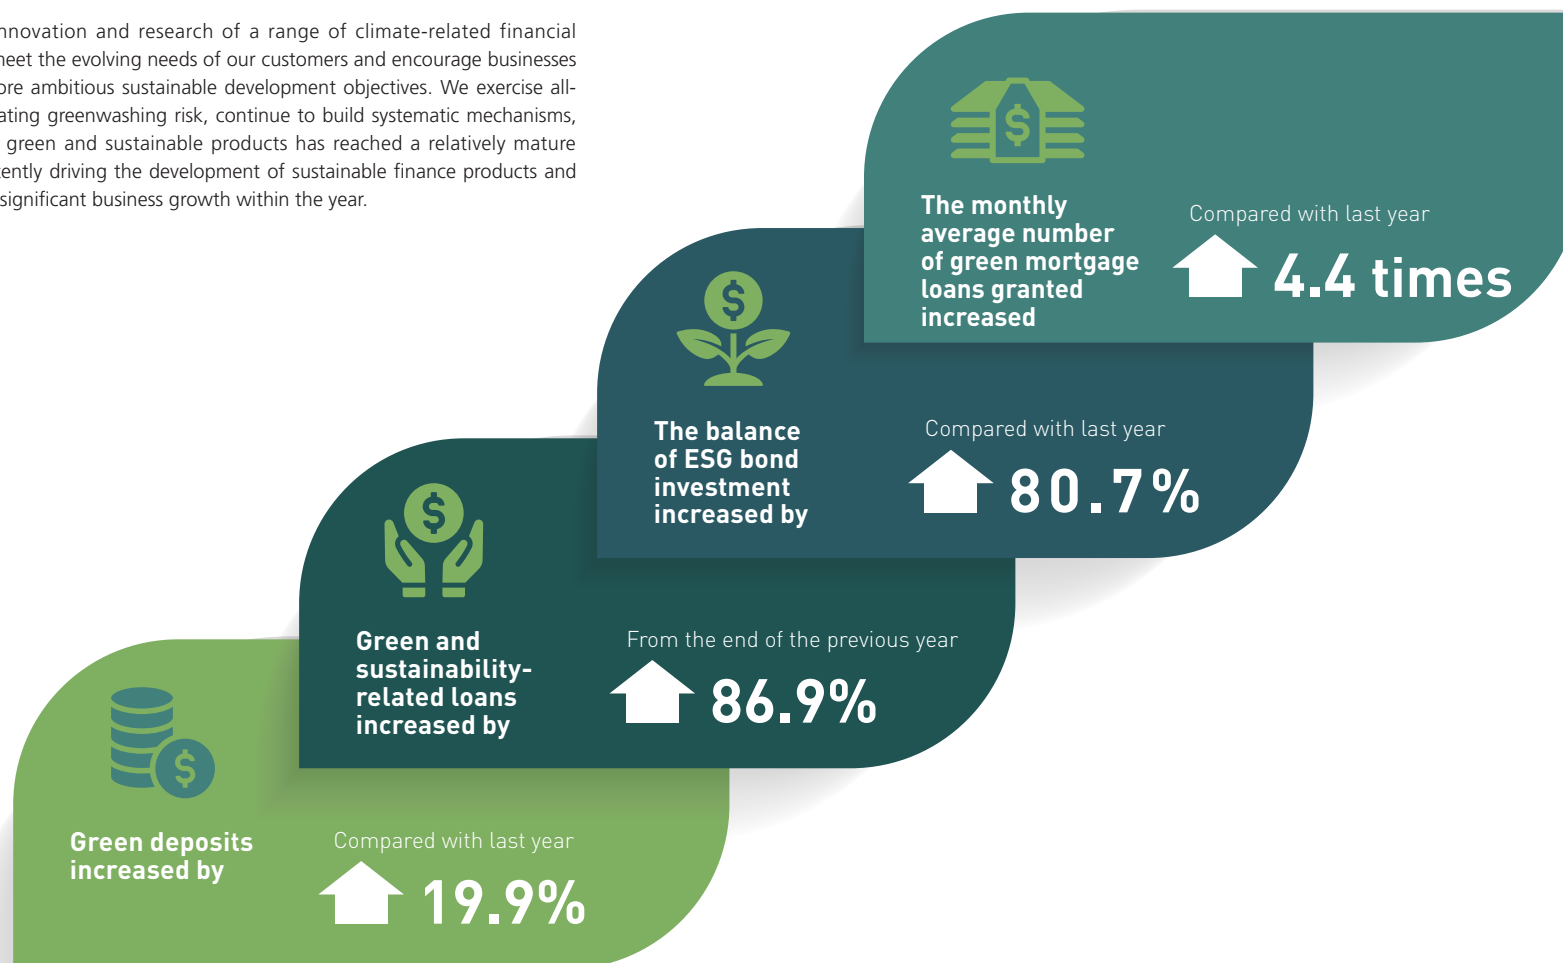 nnovation and research of a range of climate-related financial
neet the evolving needs of our customers and encourage businesses
ore ambitious sustainable development objectives. We exercise all-
ating greenwashing risk, continue to build systematic mechanisms,
green and sustainable products has reached a relatively mature
tently driving the development of sustainable finance products and
significant business growth within the year.
The monthly
average number
of green mortgage
loans granted
increased
Compared with last year
4.4 times
The balance
of ESG bond
investment
increased by
Compared with last year
80.7%
Green and
sustainability-
related loans
increased by
From the end of the previous year
86.9%
Green deposits
increased by
Compared with last year
19.9%